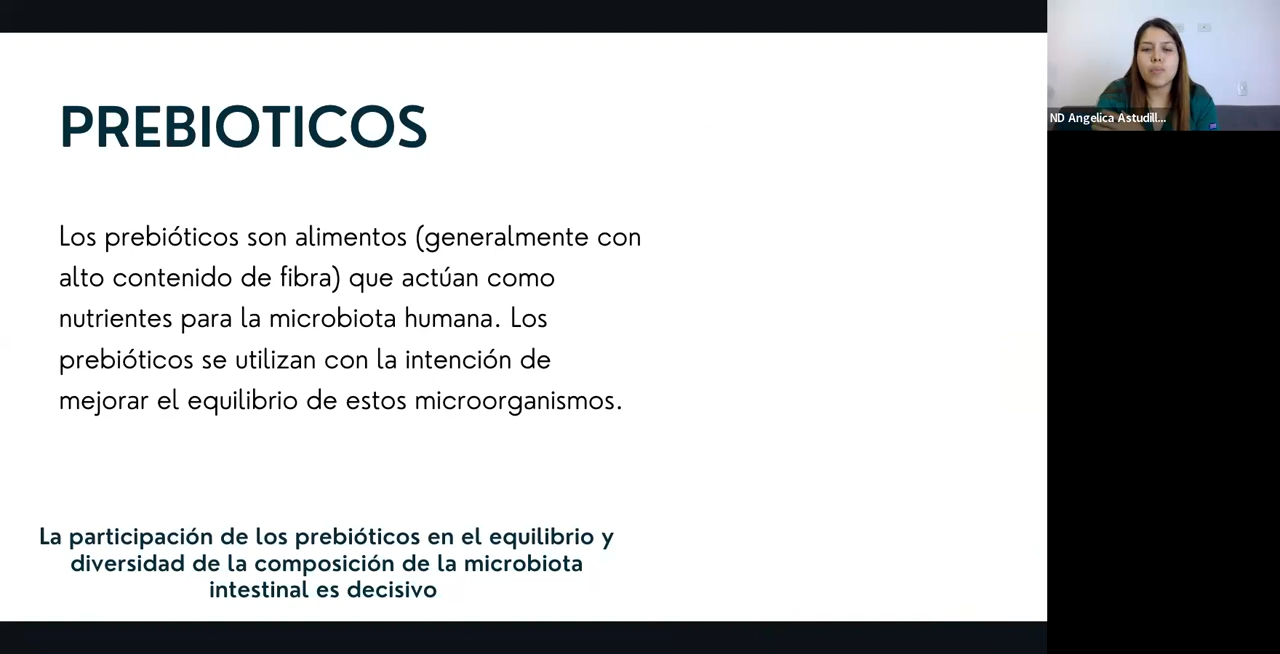 PREBIOTICOS
Los prebióticos son alimentos (generalmente con
alto contenido de fibra) que actúan como
nutrientes para la microbiota humana. Los
prebióticos se utilizan con la intención de
mejorar el equilibrio de estos microorganismos.
La participación de los prebióticos en el equilibrio y
diversidad de la composición de la microbiota
intestinal es decisivo
ND Angelica Astudill...